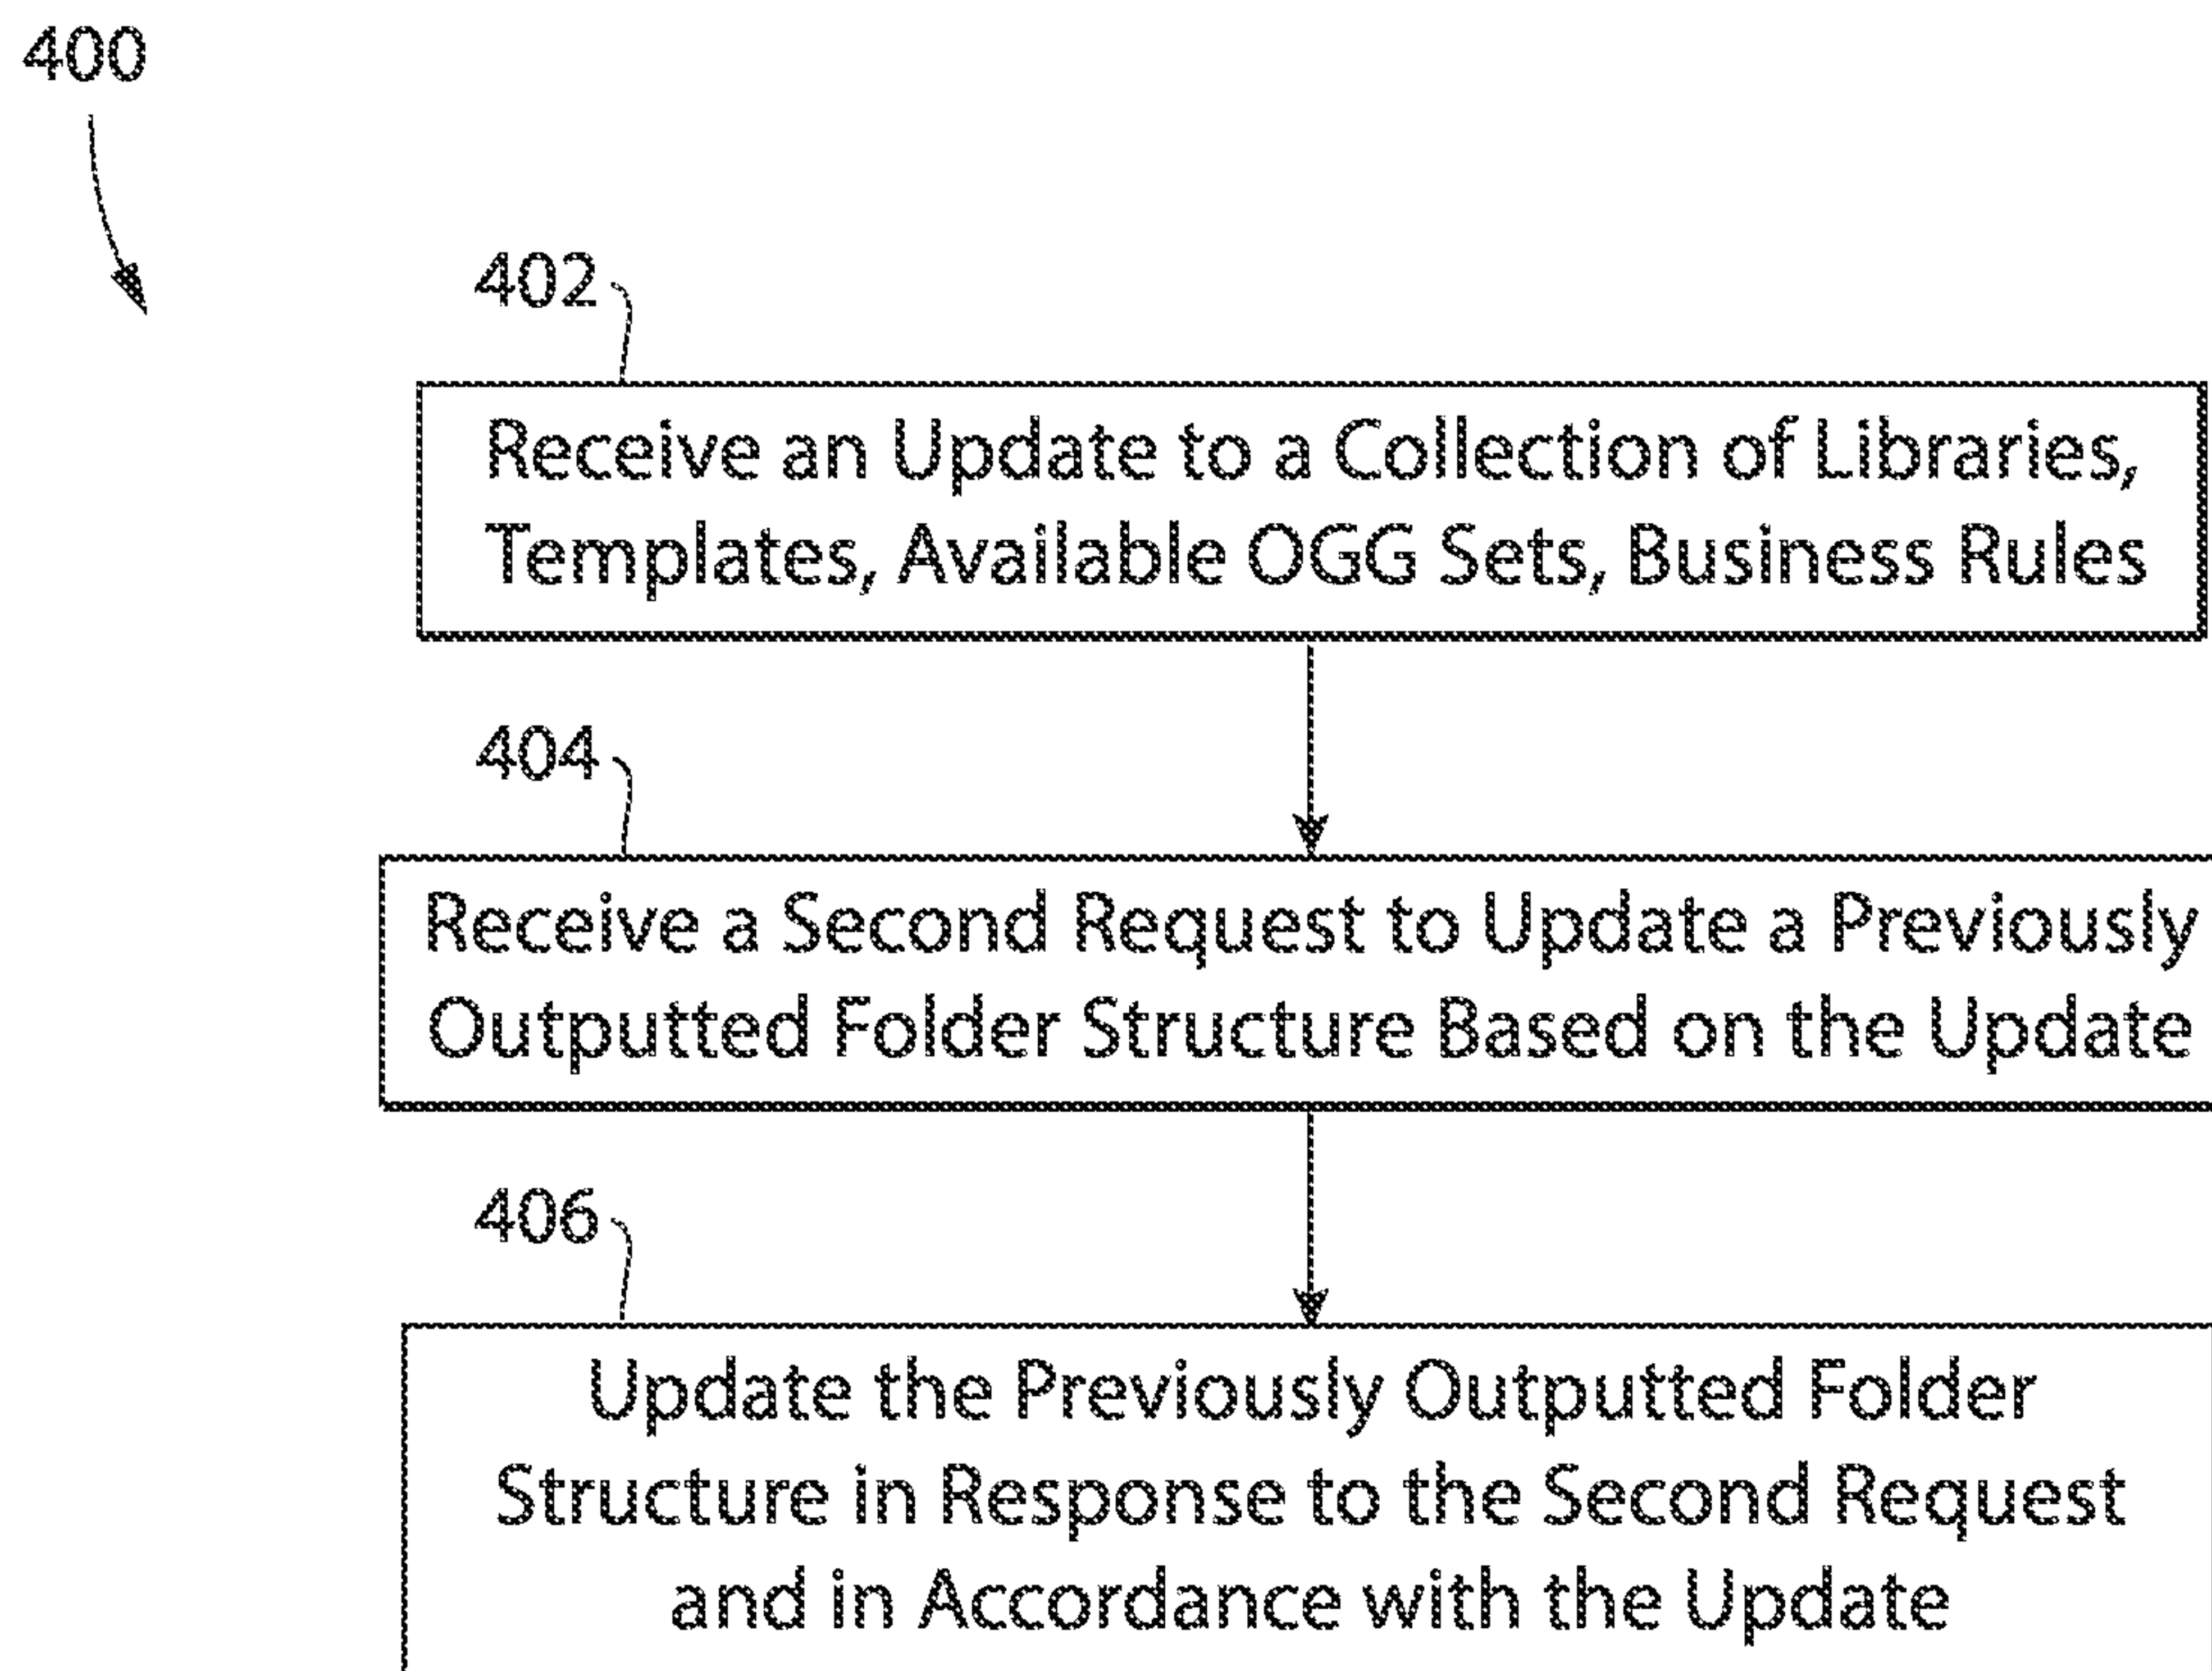 400
402
Receive an Update to a Collection of Libraries,
Templates, Available OGG Sets, Business Rules
404
Receive a Second Request to Update a Previously
Outputted Folder Structure Based on the Update
406
Update the Previously Outputted Folder
Structure in Response to the Second Request
and in Accordance with the Update